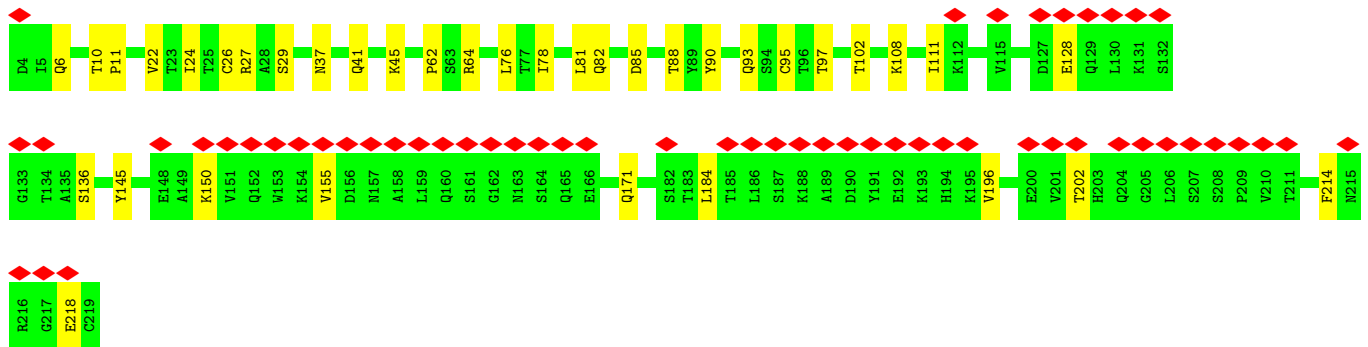 D4 I5 Q6 T10 P11 V22 T23 I24 T25 C26 R27 A28 S29 N37 Q41 K45 P62 S63 R64 L76 T77 I78 L81 Q82 D85 T88 Y89 Y90 Q93 S94 C95 T96 T97 T102 K108 I111 K112 V115 D127 E128 Q129 L130 K131 S132
G133 T134 A135 S136 Y145 E148 A149 K150 V151 Q152 W153 K154 V155 D156 N157 A158 L159 Q160 S161 G162 N163 S164 Q165 E166 Q171 S182 T183 L184 T185 L186 S187 K188 A189 D190 Y191 E192 K193 H194 K195 V196 E200 V201 T202 H203 Q204 G205 L206 S207 S208 P209 V210 T211 F214 N215
R216 G217 E218 C219